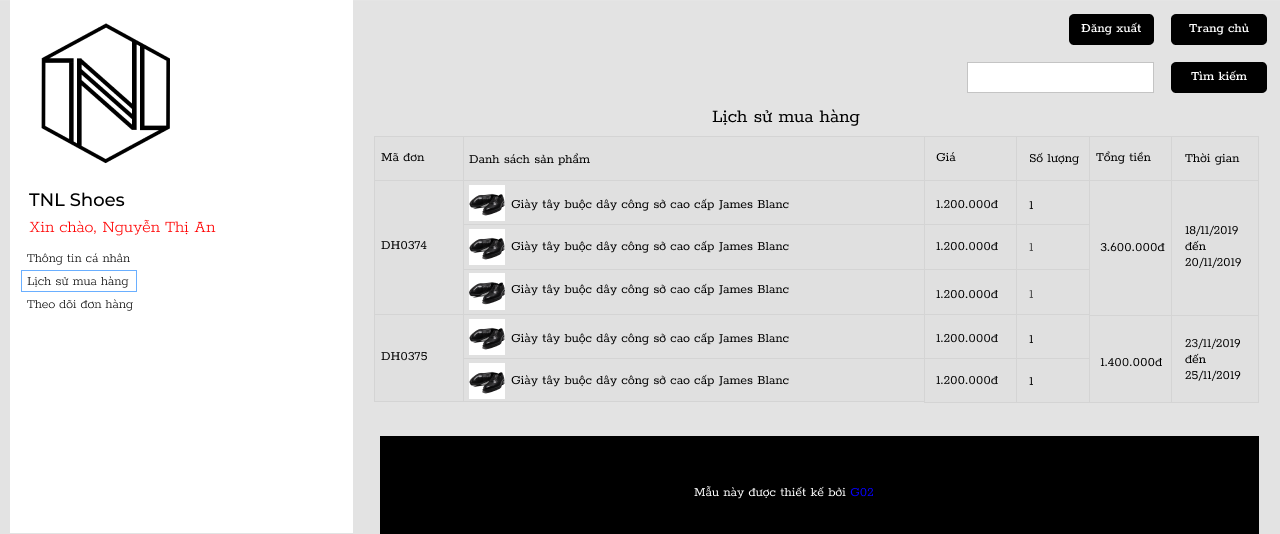 Đăng xuất
Trang chủ
Tìm kiếm
TNL Shoes
Xin chào, Nguyễn Thị An
Thông tin cá nhân
Lịch sử mua hàng
Theo dõi đơn hàng
Lịch sử mua hàng
Mã đơn Danh sách sản phẩm Giá Số lượng Tổng tiền Thời gian
DH0374
Giày tây buộc dây công sở cao cấp James Blanc 1.200.000đ 1
Giày tây buộc dây công sở cao cấp James Blanc 1.200.000đ 1
Giày tây buộc dây công sở cao cấp James Blanc 1.200.000đ 1
3.600.000đ
18/11/2019
đến
20/11/2019
DH0375
Giày tây buộc dây công sở cao cấp James Blanc 1.200.000đ 1
Giày tây buộc dây công sở cao cấp James Blanc 1.200.000đ 1
1.400.000đ
23/11/2019
đến
25/11/2019
Mẫu này được thiết kế bởi G02